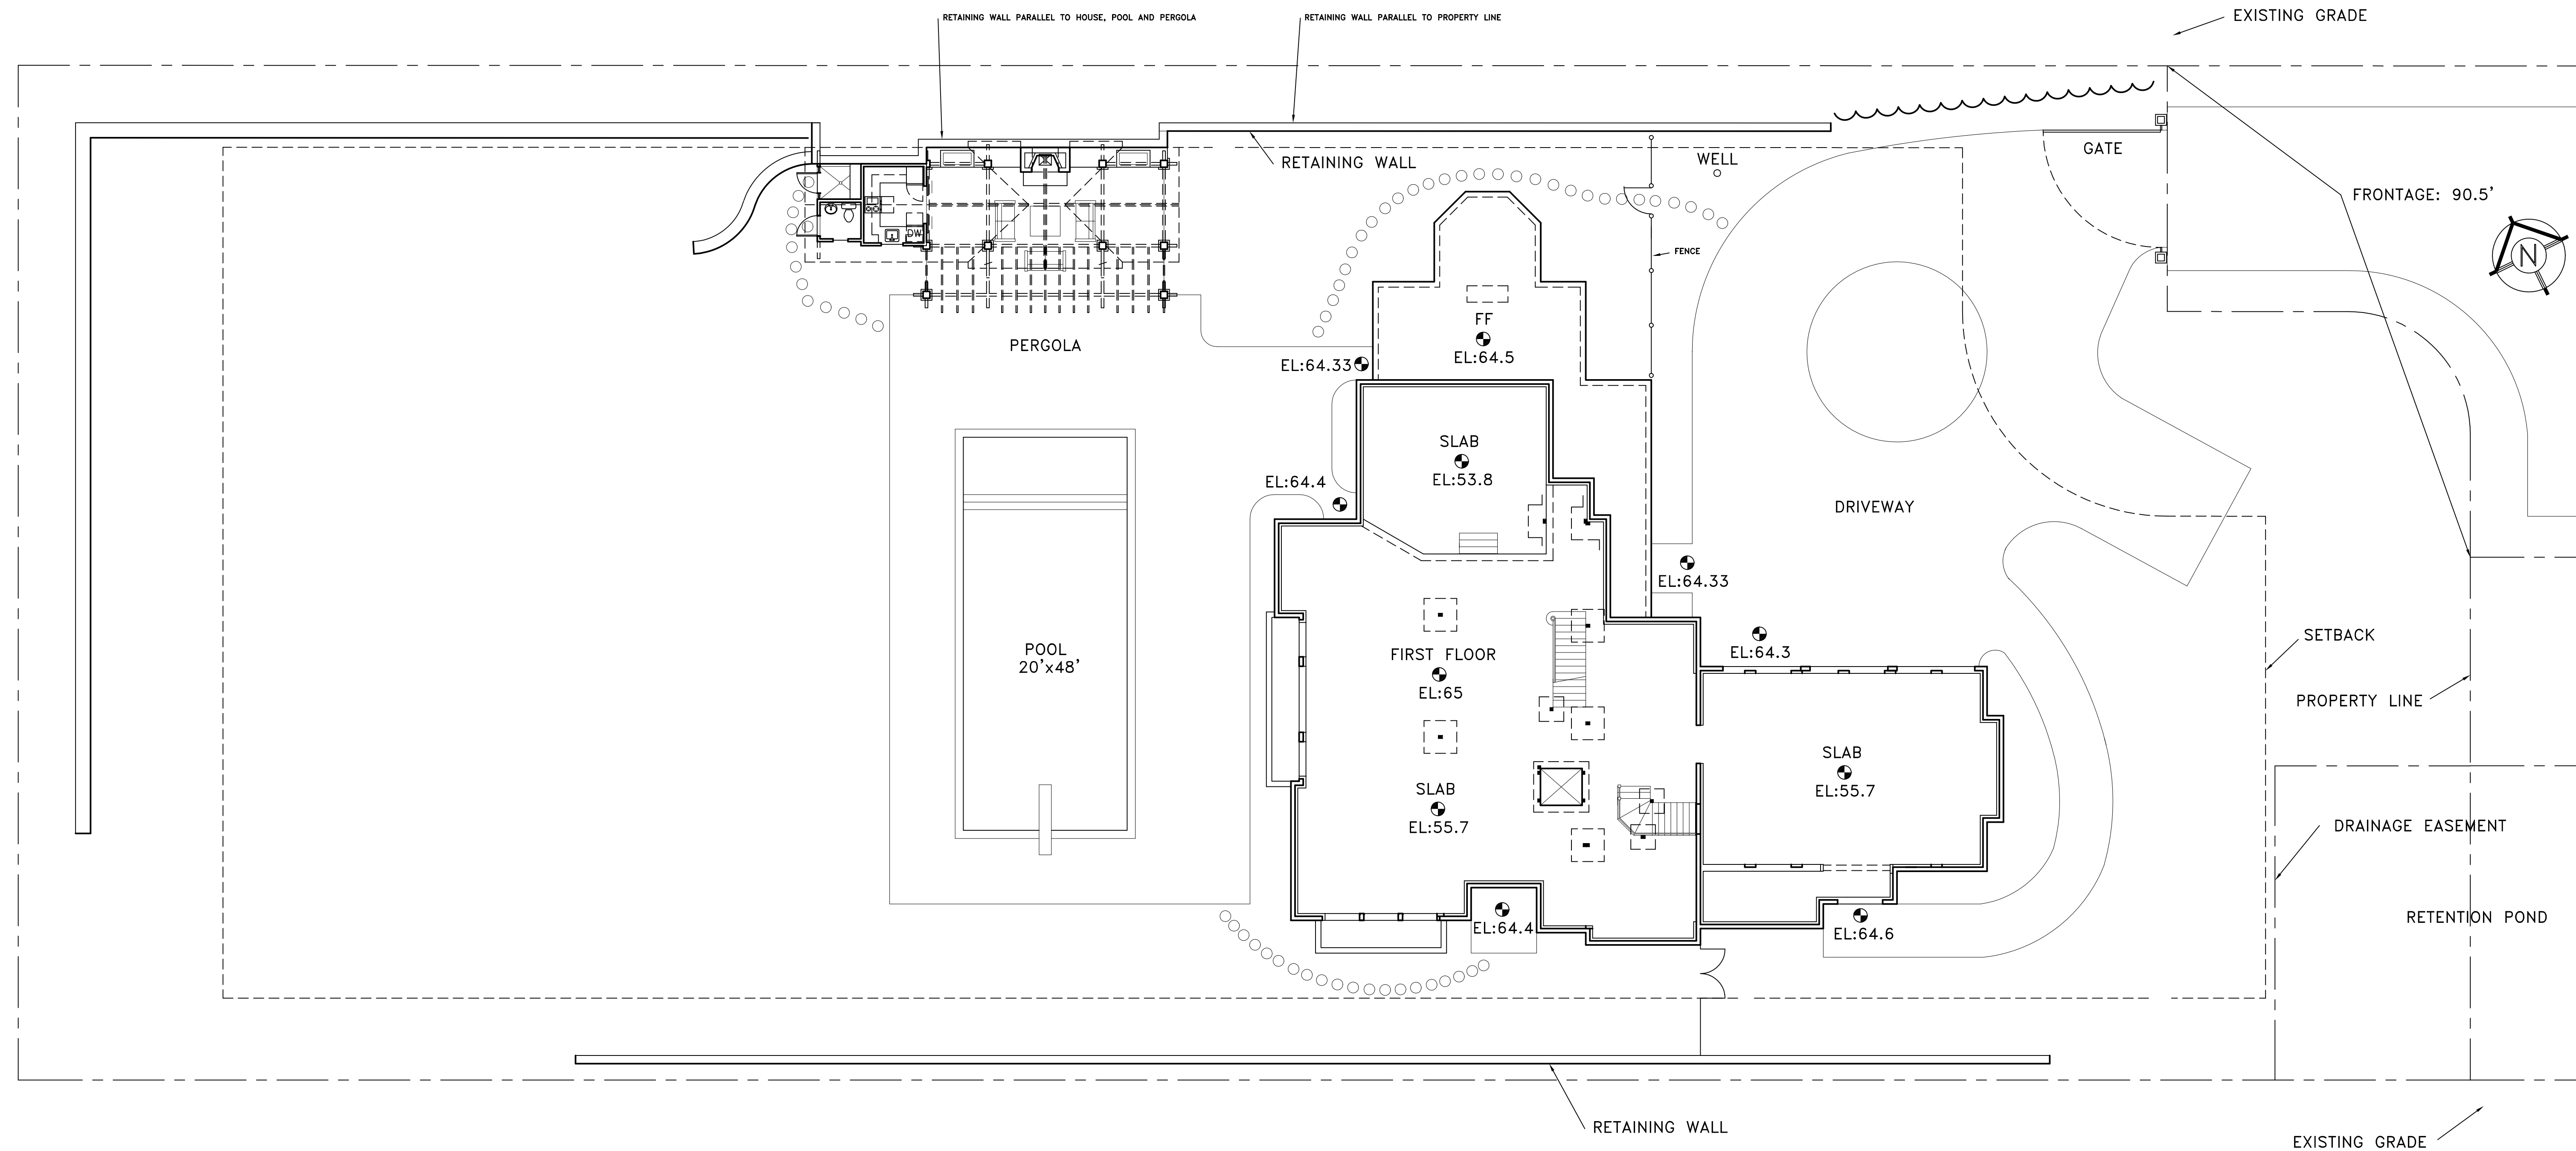 EXISTING GRADE
RETAINING WALL PARALLEL TO HOUSE, POOL AND PERGOLA
RETAINING WALL PARALLEL TO PROPERTY LINE
GATE
WELL
RETAINING WALL
FRONTAGE: 90.5'
DW
N
FENCE
FF
EL:64.5
PERGOLA
EL:64.33
SLAB
EL:53.8
EL:64.4
DRIVEWAY
EL:64.33
SETBACK
POOL
20'x48'
FIRST FLOOR
EL:65
EL:64.3
PROPERTY LINE
SLAB
EL:55.7
SLAB
EL:55.7
DRAINAGE EASEMENT
RETENTION POND
EL:64.4
EL:64.6
RETAINING WALL
EXISTING GRADE